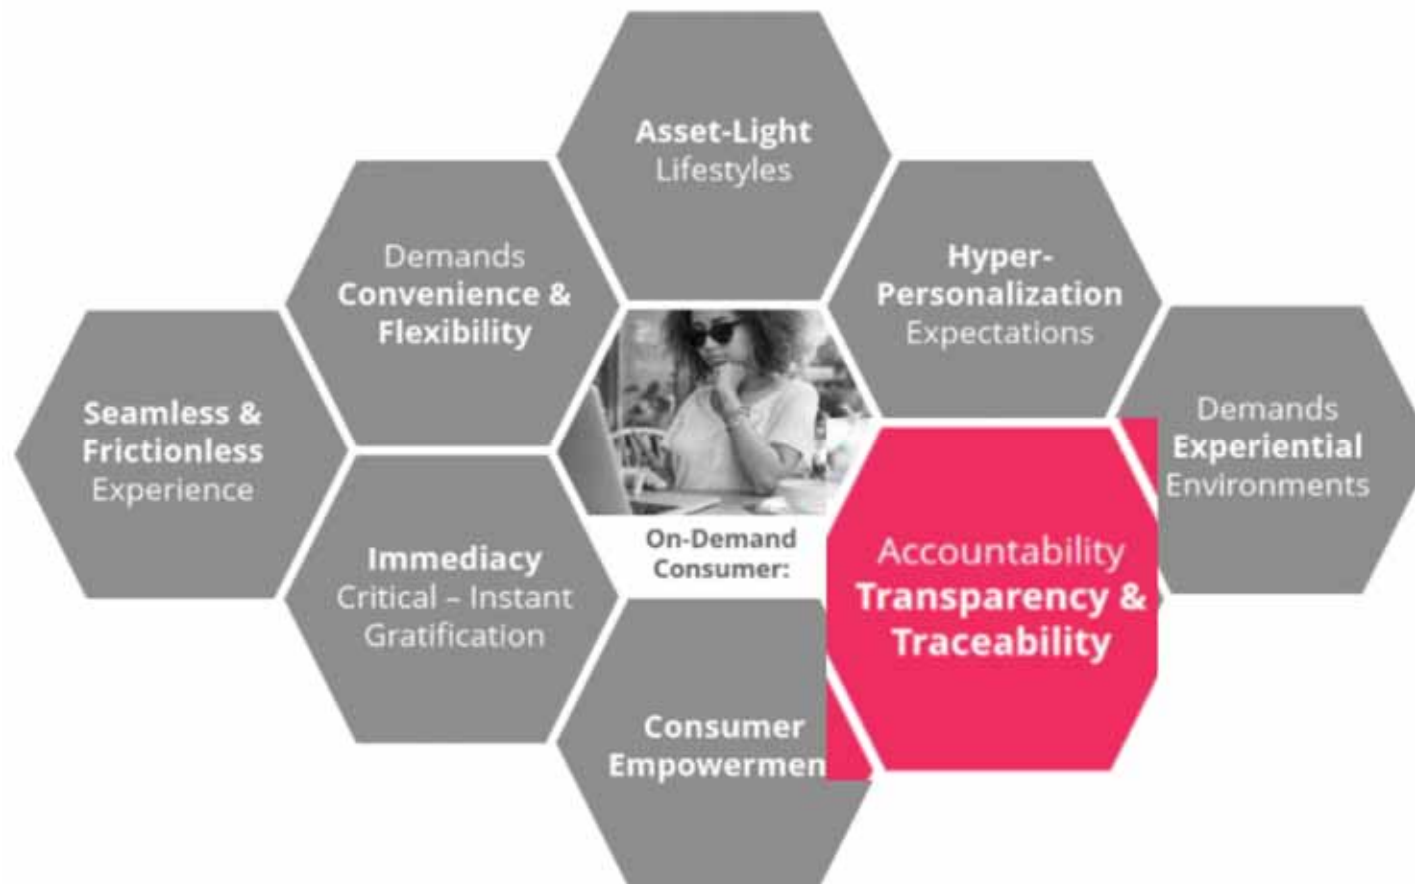 Asset-Light
Lifestyles
Demands
Convenience &
Flexibility
Hyper-
Personalization
Expectations
Seamless &
Frictionless
Experience
Demands
Experiential
Environments
Immediacy
Critical – Instant
Gratification
On-Demand
Consumer:
Accountability
Transparency &
Traceability
Consumer
Empowermen